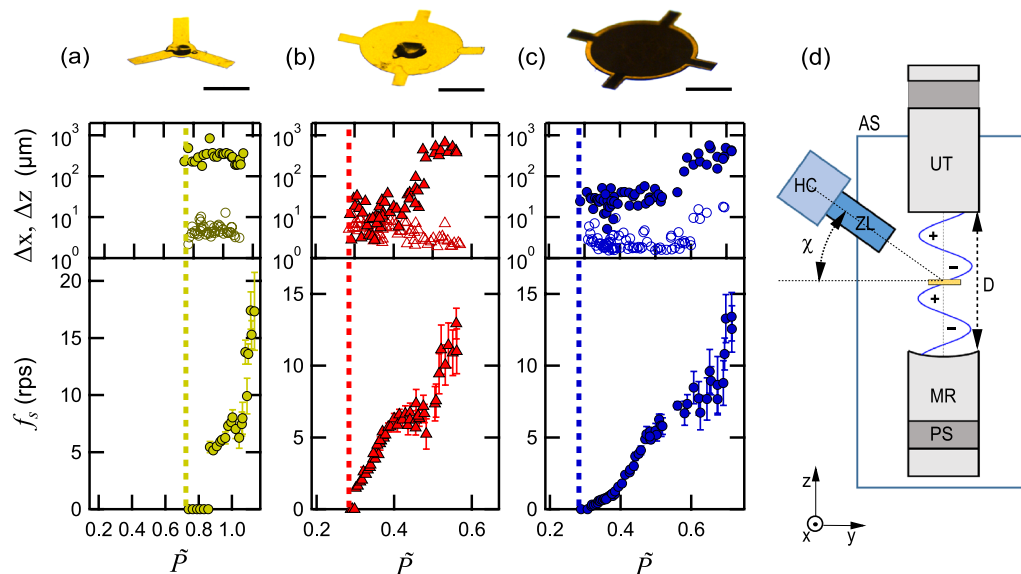 (a) (b) (c) (d)
Δx, Δz (μm)
10³ 10³ 10³
10² 10² 10²
10¹ 10¹ 10¹
10⁰ 10⁰ 10⁰
f_s (rps)
20 15 15
15 10 10
10 5 5
5 0 0
0
0.2 0.4 0.8 1.0 0.2 0.4 0.6 0.2 0.4 0.6
P̃ P̃ P̃
AS
UT
HC
ZL
χ
+
-
D
+
-
MR
PS
z
x y